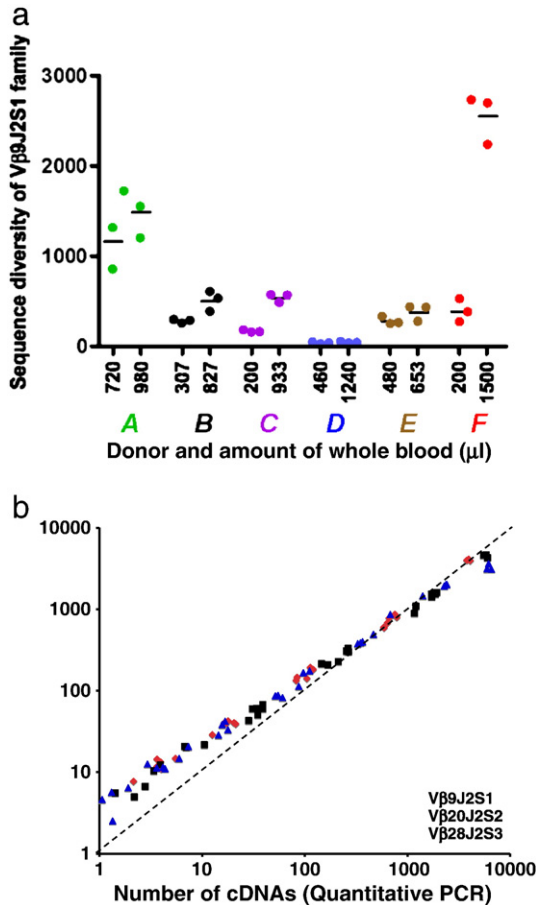 a
Sequence diversity of Vβ9J2S1 family
3000
2000
1000
0
720 980 307 827 200 933 460 1240 480 653 200 1560
A B C D E F
Donor and amount of whole blood (μl)
b
10000
1000
100
10
1
Vβ9J2S1
Vβ20J2S2
Vβ28J2S3
1 10 100 1000 10000
Number of cDNAs (Quantitative PCR)